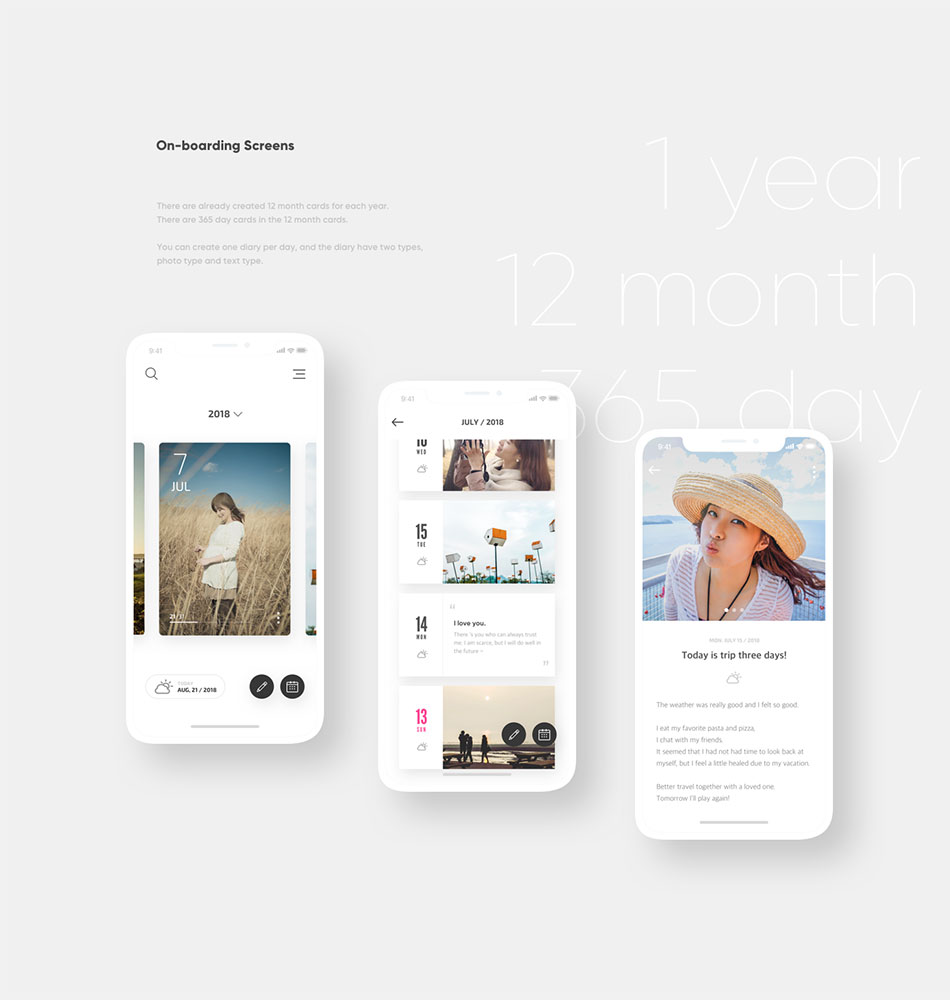 On-boarding Screens
There are already created 12 month cards for each year.
There are 365 day cards in the 12 month cards.
You can create one diary per day, and the diary have two types,
photo type and text type.
1 year
12 month
365 day
9:41
2018
7
JUL
21 /
TODAY
AUG, 21 / 2018
9:41
JULY / 2018
WED
15
TUE
14
MON
“
I love you.
There 's you who can always trust
me. I am scarce, but I will do well in
the future ~
”
13
SUN
9:41
MON, JULY 15 / 2018
Today is trip three days!
The weather was really good and I felt so good.
I eat my favorite pasta and pizza,
I chat with my friends.
It seemed that I had not had time to look back at
myself, but I feel a little healed due to my vacation.
Better travel together with a loved one.
Tomorrow I'll play again!